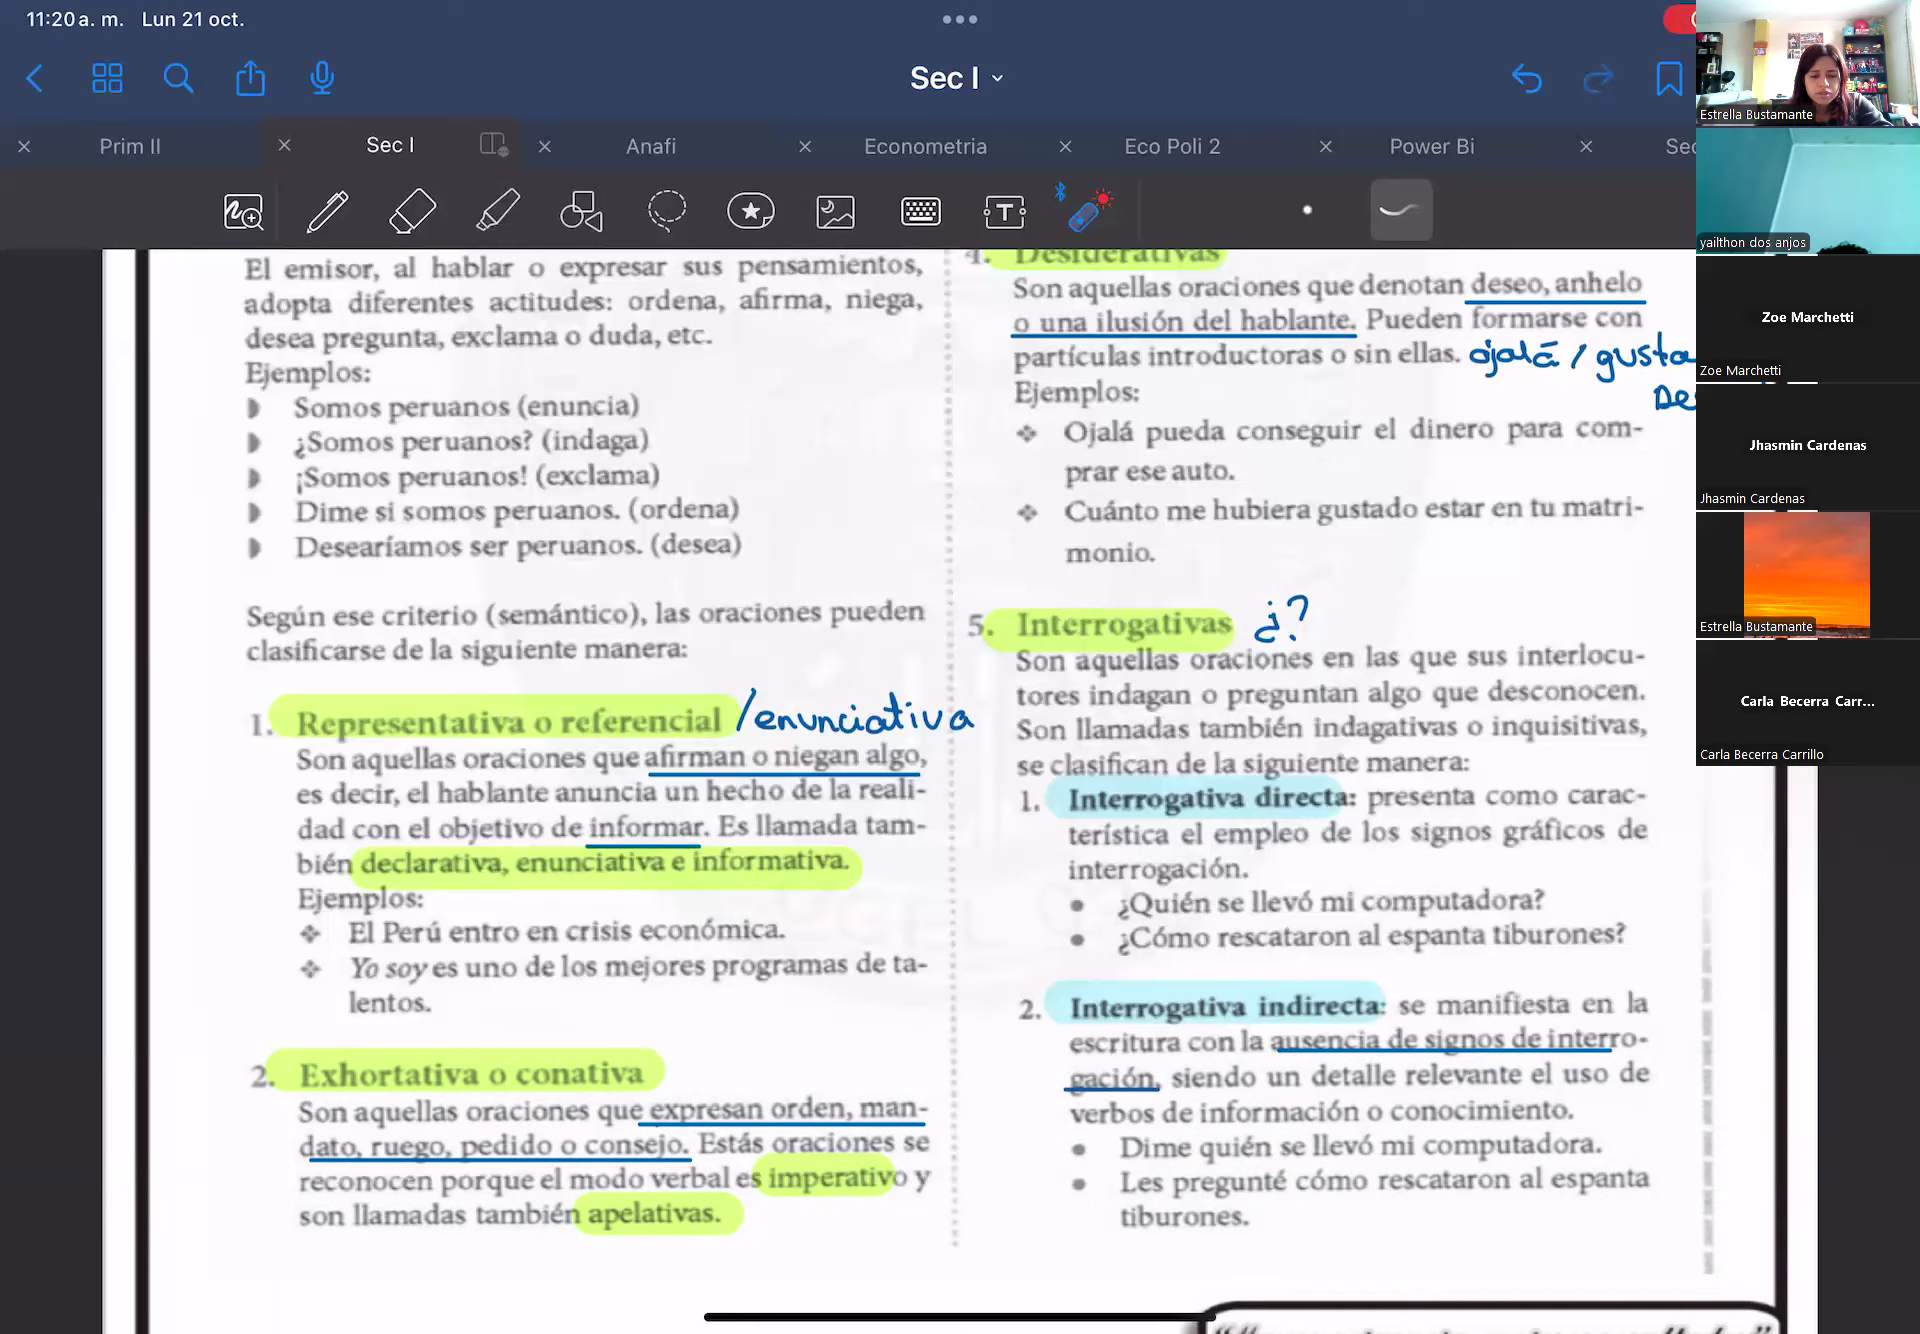 11:20 a. m. Lun 21 oct.
Sec I
Prim II
Sec I
Anafi
Econometria
Eco Poli 2
Power Bi
Sec
El emisor, al hablar o expresar sus pensamientos,
adopta diferentes actitudes: ordena, afirma, niega,
desea pregunta, exclama o duda, etc.
Ejemplos:
Somos peruanos (enuncia)
¿Somos peruanos? (indaga)
¡Somos peruanos! (exclama)
Dime si somos peruanos. (ordena)
Desearíamos ser peruanos. (desea)
Según ese criterio (semántico), las oraciones pueden
clasificarse de la siguiente manera:
1. Representativa o referencial /enunciativa
Son aquellas oraciones que afirman o niegan algo,
es decir, el hablante anuncia un hecho de la reali-
dad con el objetivo de informar. Es llamada tam-
bién declarativa, enunciativa e informativa.
Ejemplos:
❖ El Perú entro en crisis económica.
❖ Yo soy es uno de los mejores programas de ta-
lentos.
2. Exhortativa o conativa
Son aquellas oraciones que expresan orden, man-
dato, ruego, pedido o consejo. Estás oraciones se
reconocen porque el modo verbal es imperativo y
son llamadas también apelativas.
4. Desiderativas
Son aquellas oraciones que denotan deseo, anhelo
o una ilusión del hablante. Pueden formarse con
partículas introductoras o sin ellas. ojalá / gusta
De
Ejemplos:
❖ Ojalá pueda conseguir el dinero para com-
prar ese auto.
❖ Cuánto me hubiera gustado estar en tu matri-
monio.
5. Interrogativas ¿?
Son aquellas oraciones en las que sus interlocu-
tores indagan o preguntan algo que desconocen.
Son llamadas también indagativas o inquisitivas,
se clasifican de la siguiente manera:
1. Interrogativa directa: presenta como carac-
terística el empleo de los signos gráficos de
interrogación.
• ¿Quién se llevó mi computadora?
• ¿Cómo rescataron al espanta tiburones?
2. Interrogativa indirecta: se manifiesta en la
escritura con la ausencia de signos de interro-
gación, siendo un detalle relevante el uso de
verbos de información o conocimiento.
• Dime quién se llevó mi computadora.
• Les pregunté cómo rescataron al espanta
tiburones.
Estrella Bustamante
yailthon dos anjos
Zoe Marchetti
Zoe Marchetti
Jhasmin Cardenas
Jhasmin Cardenas
Estrella Bustamante
Carla Becerra Carr...
Carla Becerra Carrillo